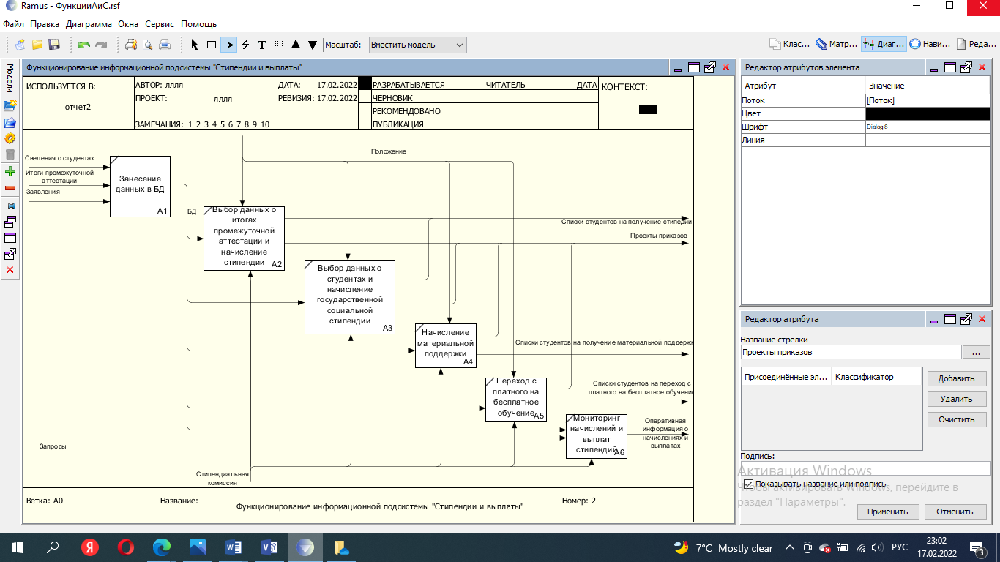 Ramus - ФункцииАиС.rsf
Файл Правка Диаграмма Окна Сервис Помощь
Масштаб: Вместить модель
Клас... Матр... Диаг... Нави... Реда...
Модели
Функционирование информационной подсистемы "Стипендии и выплаты"
ИСПОЛЬЗУЕТСЯ В:
отчет2
АВТОР: лллл
ДАТА: 17.02.2022
ПРОЕКТ: лллл
РЕВИЗИЯ: 17.02.2022
ЗАМЕЧАНИЯ: 1 2 3 4 5 6 7 8 9 10
РАЗРАБАТЫВАЕТСЯ
ЧЕРНОВИК
РЕКОМЕНДОВАНО
ПУБЛИКАЦИЯ
ЧИТАТЕЛЬ ДАТА
КОНТЕКСТ:
Положение
Сведения о студентах
Итоги промежуточной
аттестации
Заявления
Занесение
данных в БД
A1
БД
Выбор данных о
итогах
промежуточной
аттестации и
начисление
стипендии
A2
Списки студентов на получение стипедии
Проекты приказов
Выбор данных о
студентах и
начисление
государственной
социальной
стипендии
A3
Начисление
материальной
поддержки
A4
Списки студентов на получение материальной поддержк
Переход с
платного на
бесплатное
обучение
A5
Списки студентов на переход с
платного на бесплатное обучение
Мониторинг
начислений и
выплат
стипендий
A6
Оперативная
информация о
начислениях и
выплатах
Запросы
Стипендиальная
комиссия
Ветка: A0
Название:
Функционирование информационной подсистемы "Стипендии и выплаты"
Номер: 2
Редактор атрибутов элемента
Атрибут Значение
Поток [Поток]
Цвет
Шрифт Dialog 8
Линия
Редактор атрибута
Название стрелки
Проекты приказов ...
Присоединённые эл... Классификатор
Добавить
Удалить
Очистить
Подпись:
Активация Windows
Чтобы активировать Windows, перейдите в
раздел "Параметры".
Показывать название или подпись
Применить Отменить
7°C Mostly clear
РУС
23:02
17.02.2022
3